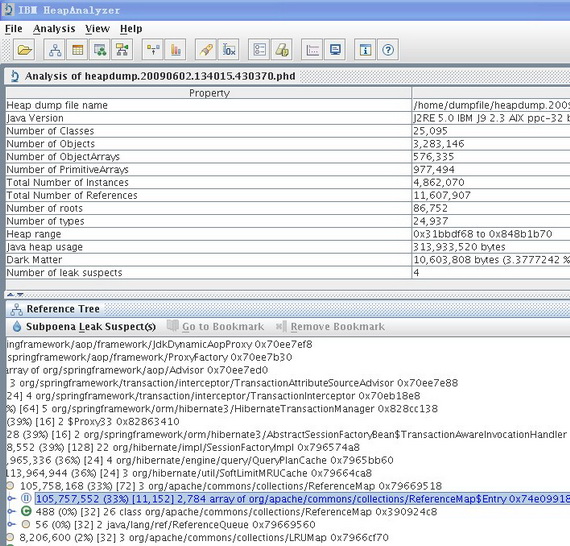 IBM HeapAnalyzer
File Analysis View Help
Analysis of heapdump.20090602.134015.430370.phd
Property
Heap dump file name /home/dumpfile/heapdump.2009
Java Version J2RE 5.0 IBM J9 2.3 AIX ppc-32 b
Number of Classes 25,095
Number of Objects 3,283,146
Number of ObjectArrays 576,335
Number of PrimitiveArrays 977,494
Total Number of Instances 4,862,070
Total Number of References 11,607,907
Number of roots 86,752
Number of types 24,937
Heap range 0x31bbdf68 to 0x848b1b70
Java heap usage 313,933,520 bytes
Dark Matter 10,603,808 bytes (3.3777242 %
Number of leak suspects 4
Reference Tree
Subpoena Leak Suspect(s) Go to Bookmark Remove Bookmark
ingframework/aop/framework/JdkDynamicAopProxy 0x70ee7ef8
springframework/aop/framework/ProxyFactory 0x70ee7b30
array of org/springframework/aop/Advisor 0x70ee7ed0
3 org/springframework/transaction/interceptor/TransactionAttributeSourceAdvisor 0x70ee7e88
[24] 4 org/springframework/transaction/interceptor/TransactionInterceptor 0x70eb18e8
%) [64] 5 org/springframework/orm/hibernate3/HibernateTransactionManager 0x828cc138
(39%) [16] 2 $Proxy33 0x82863410
28 (39%) [16] 2 org/springframework/orm/hibernate3/AbstractSessionFactoryBean$TransactionAwareInvocationHandler
8,552 (39%) [128] 22 org/hibernate/impl/SessionFactoryImpl 0x796574a8
,965,336 (36%) [24] 4 org/hibernate/engine/query/QueryPlanCache 0x7965bb60
113,964,944 (36%) [24] 3 org/hibernate/util/SoftLimitMRUCache 0x79664ca8
105,758,168 (33%) [72] 3 org/apache/commons/collections/ReferenceMap 0x79669518
105,757,552 (33%) [11,152] 2,784 array of org/apache/commons/collections/ReferenceMap$Entry 0x74e09918
488 (0%) [32] 26 class org/apache/commons/collections/ReferenceMap 0x390924c8
56 (0%) [32] 2 java/lang/ref/ReferenceQueue 0x79669560
8,206,600 (2%) [32] 3 org/apache/commons/collections/LRUMap 0x7966cf70